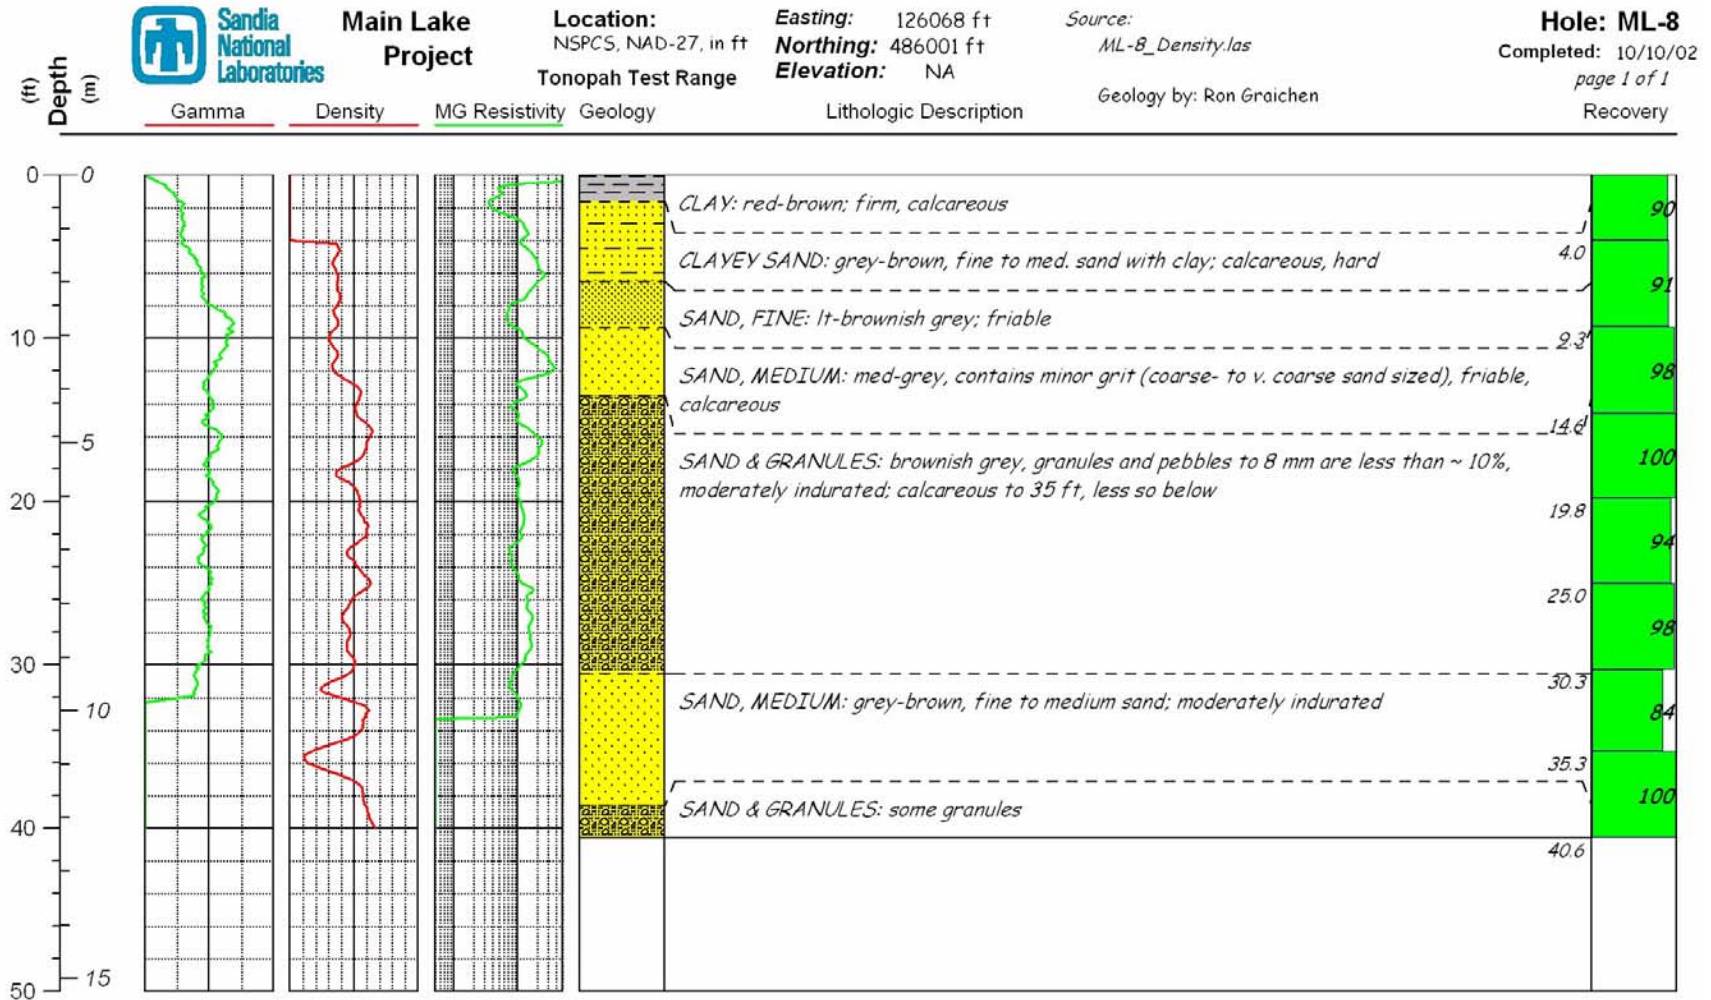 Sandia
National
Laboratories
Main Lake
Project
Location:
NSPCS, NAD-27, in ft
Tonopah Test Range
Easting: 126068 ft
Northing: 486001 ft
Elevation: NA
Source:
ML-8_Density.las
Geology by: Ron Graichen
Hole: ML-8
Completed: 10/10/02
page 1 of 1
(ft)
Depth
(m)
Gamma
Density
MG Resistivity
Geology
Lithologic Description
Recovery
0
0
CLAY: red-brown; firm, calcareous
90
4.0
CLAYEY SAND: grey-brown, fine to med. sand with clay; calcareous, hard
91
SAND, FINE: lt-brownish grey; friable
9.3
10
SAND, MEDIUM: med-grey, contains minor grit (coarse- to v. coarse sand sized), friable,
calcareous
98
14.6
5
SAND & GRANULES: brownish grey, granules and pebbles to 8 mm are less than ~ 10%,
moderately indurated; calcareous to 35 ft, less so below
100
20
19.8
94
25.0
98
30
30.3
SAND, MEDIUM: grey-brown, fine to medium sand; moderately indurated
84
10
35.3
SAND & GRANULES: some granules
100
40
40.6
15
50